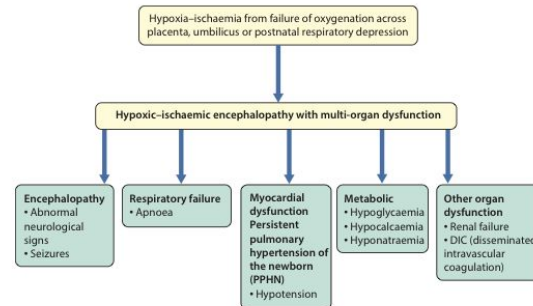 Hypoxia–ischaemia from failure of oxygenation across
placenta, umbilicus or postnatal respiratory depression
Hypoxic–ischaemic encephalopathy with multi-organ dysfunction
Encephalopathy
• Abnormal
neurological
signs
• Seizures
Respiratory failure
• Apnoea
Myocardial
dysfunction
Persistent
pulmonary
hypertension
of the newborn
(PPHN)
• Hypotension
Metabolic
• Hypoglycaemia
• Hypocalcaemia
• Hyponatraemia
Other organ
dysfunction
• Renal failure
• DIC (disseminated
intravascular
coagulation)